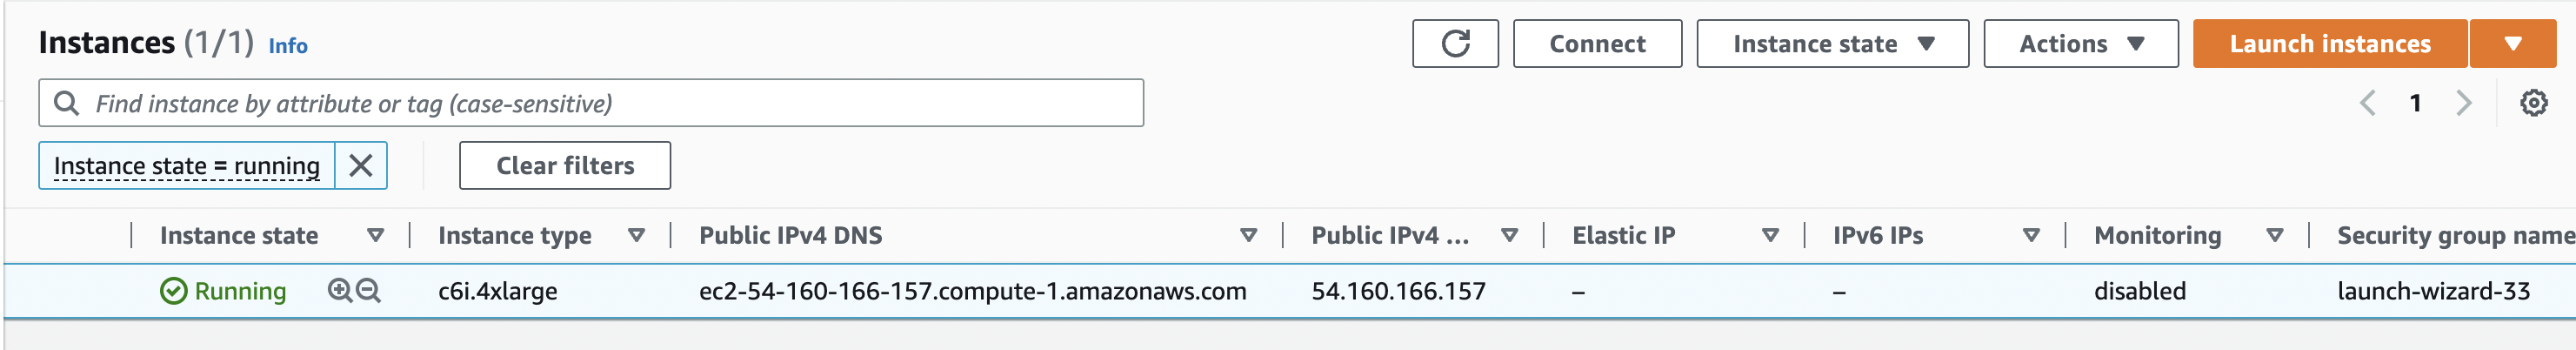 Instances (1/1) Info Connect Instance state Actions Launch instances
Find instance by attribute or tag (case-sensitive) 1
Instance state = running Clear filters
Instance state Instance type Public IPv4 DNS Public IPv4 ... Elastic IP IPv6 IPs Monitoring Security group name
Running c6i.4xlarge ec2-54-160-166-157.compute-1.amazonaws.com 54.160.166.157 – – disabled launch-wizard-33